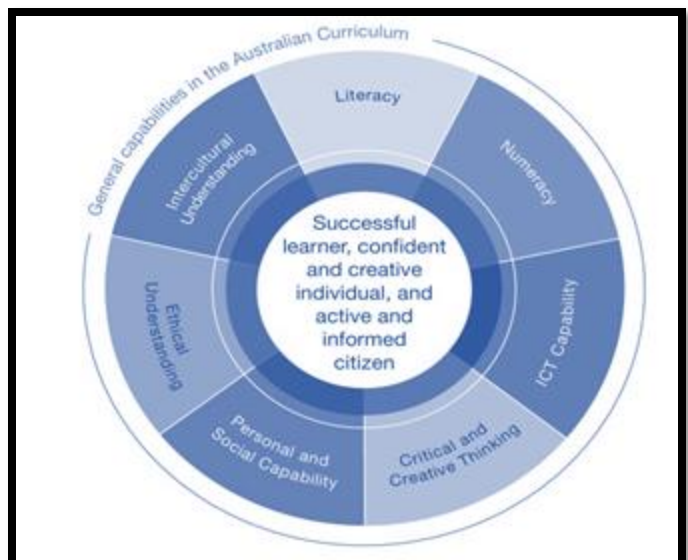 General capabilities in the Australian Curriculum
Literacy
Numeracy
ICT Capability
Critical and
Creative Thinking
Personal and
Social Capability
Ethical
Understanding
Intercultural
Understanding
Successful
learner, confident
and creative
individual, and
active and
informed
citizen